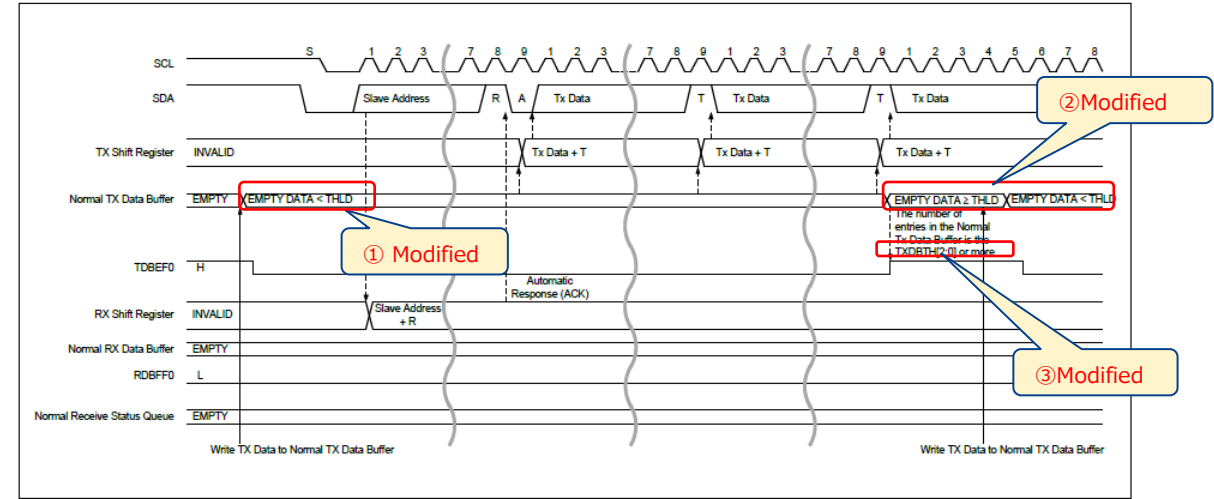 S 1 2 3 7 8 9 1 2 3 7 8 9 1 2 3 7 8 9 1 2 3 4 5 6 7 8
SCL
SDA Slave Address R A Tx Data T Tx Data T Tx Data
②Modified
TX Shift Register INVALID Tx Data + T Tx Data + T Tx Data + T
Normal TX Data Buffer EMPTY EMPTY DATA < THLD EMPTY DATA ≥ THLD EMPTY DATA < THLD
The number of
entries in the Normal
Tx Data Buffer is the
TXDBTH[2:0] or more
① Modified
TDBEF0 H
Automatic
Response (ACK)
RX Shift Register INVALID Slave Address
+ R
Normal RX Data Buffer EMPTY
RDBFF0 L
③Modified
Normal Receive Status Queue EMPTY
Write TX Data to Normal TX Data Buffer Write TX Data to Normal TX Data Buffer